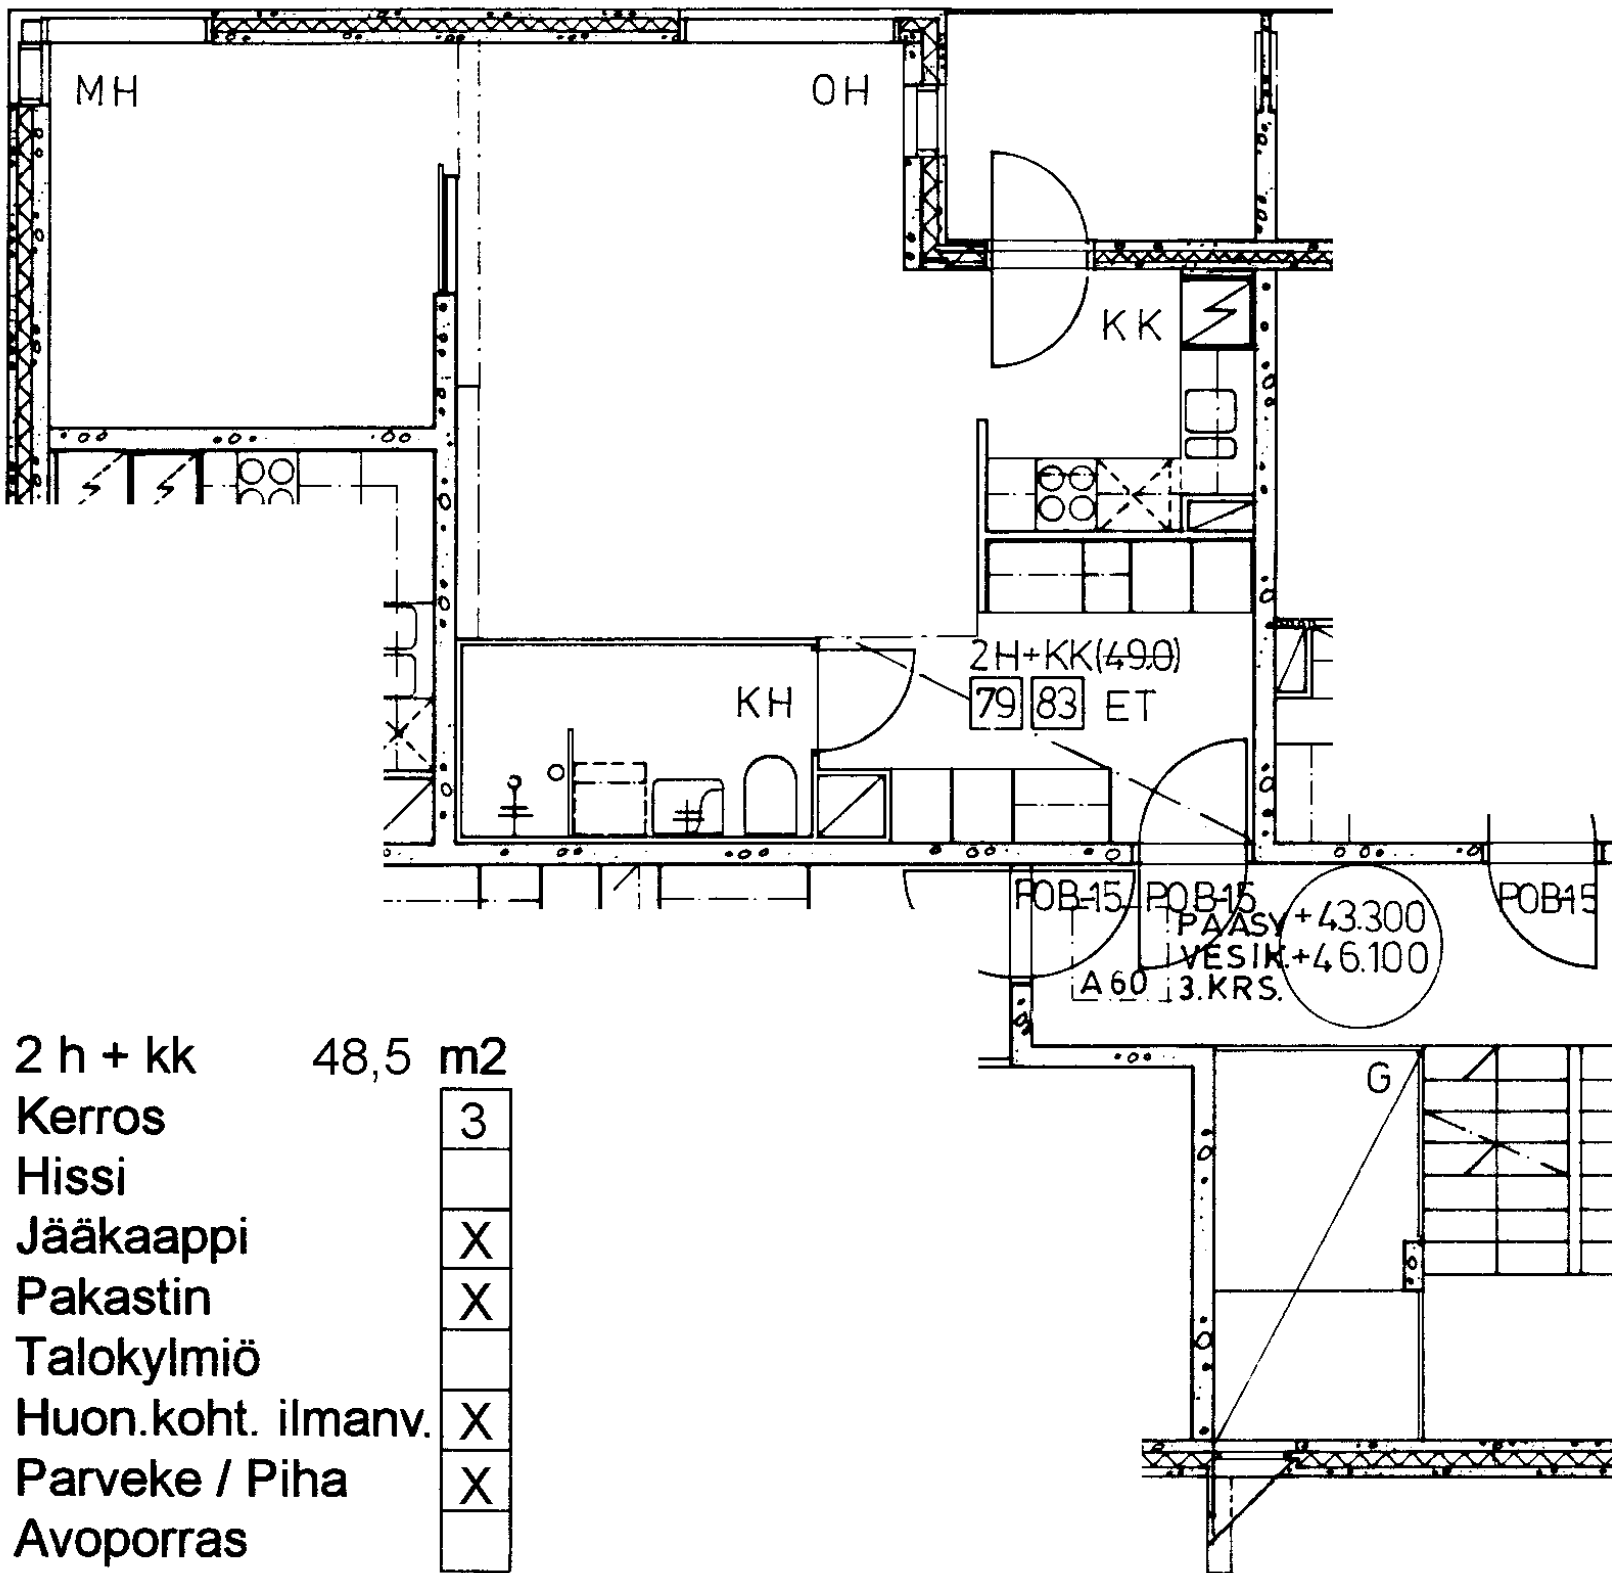 MH
OH
KK
2H+KK(49.0)
KH
79 83 ET
POB-15 POB-15 POB-15
PÄÄSY +43.300
VESIK.+46.100
A60 3.KRS.
G
2 h + kk 48,5 m2
Kerros 3
Hissi
Jääkaappi X
Pakastin X
Talokylmiö
Huon.koht. ilmanv. X
Parveke / Piha X
Avoporras